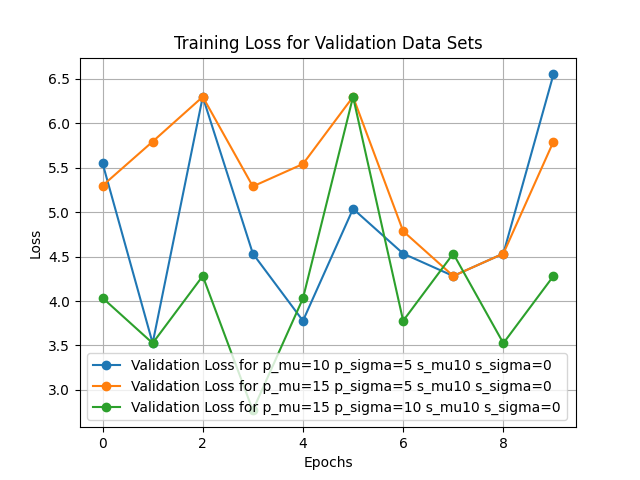 Training Loss for Validation Data Sets
6.5
6.0
5.5
5.0
4.5
4.0
3.5
3.0
Loss
Validation Loss for p_mu=10 p_sigma=5 s_mu10 s_sigma=0
Validation Loss for p_mu=15 p_sigma=5 s_mu10 s_sigma=0
Validation Loss for p_mu=15 p_sigma=10 s_mu10 s_sigma=0
0 2 4 6 8
Epochs